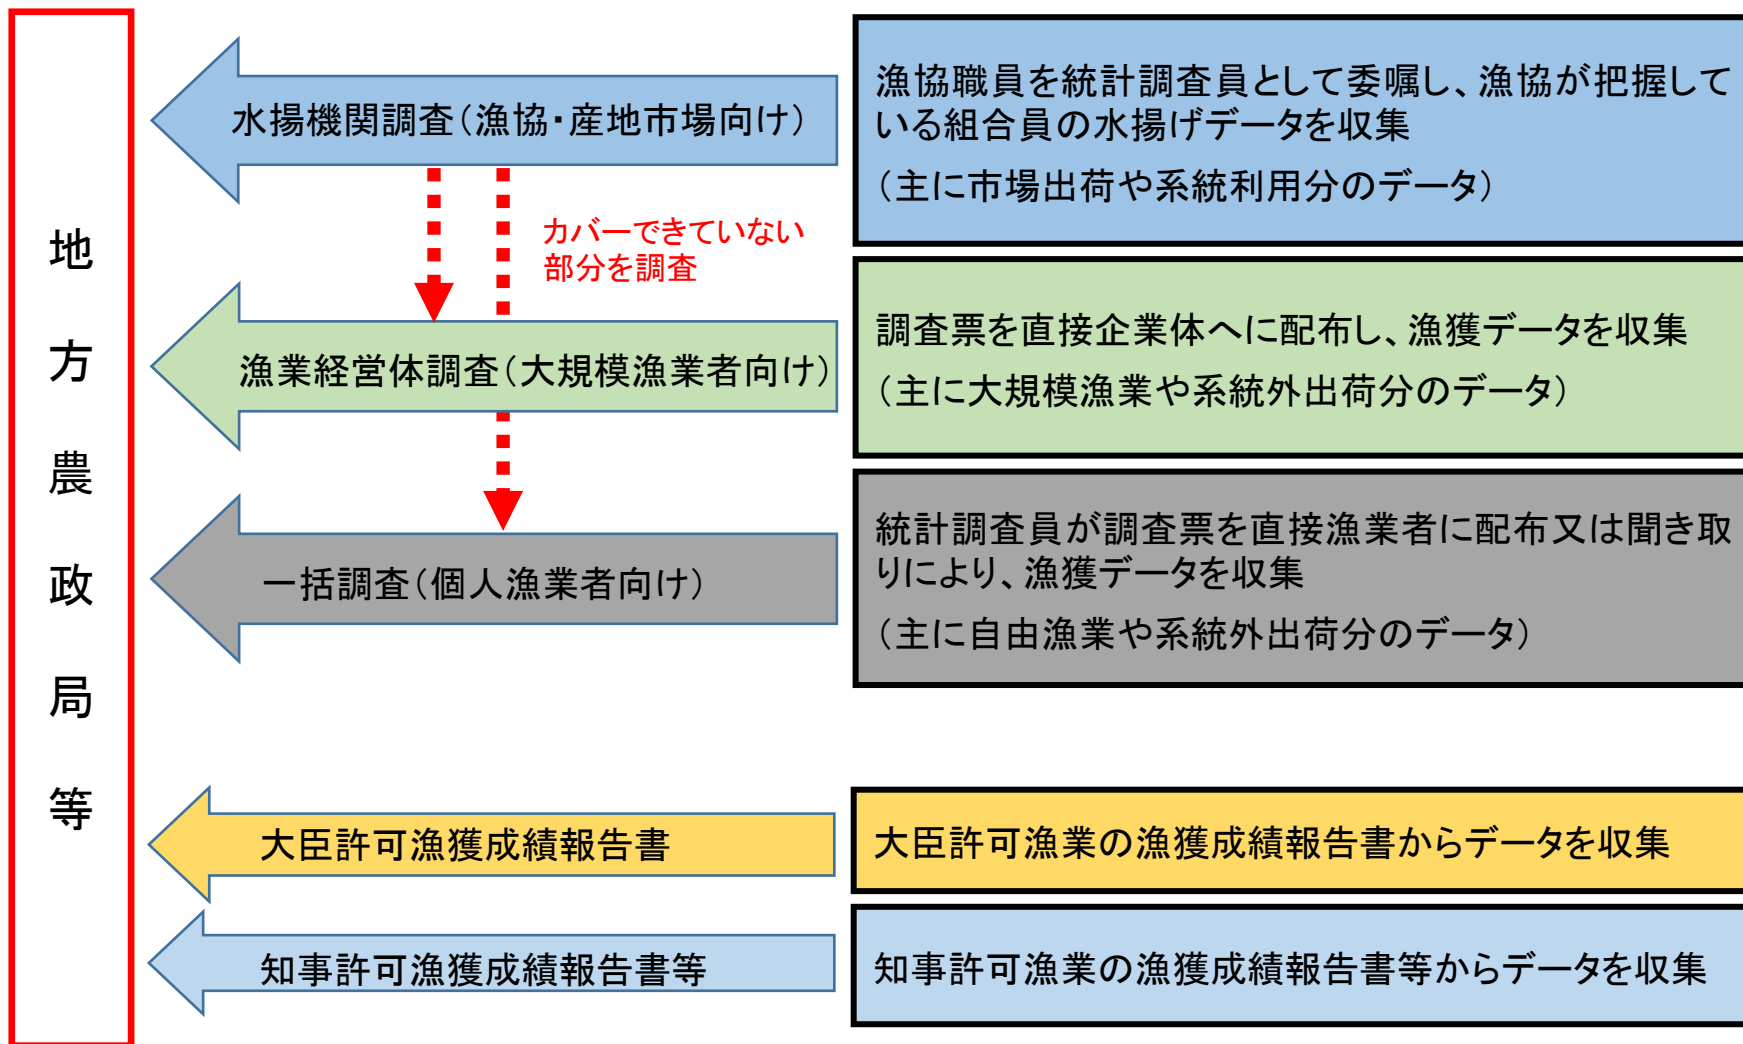 地方農政局等
水揚機関調査（漁協・産地市場向け）
漁協職員を統計調査員として委嘱し、漁協が把握して
いる組合員の水揚げデータを収集
（主に市場出荷や系統利用分のデータ）
カバーできていない
部分を調査
漁業経営体調査（大規模漁業者向け）
調査票を直接企業体へに配布し、漁獲データを収集
（主に大規模漁業や系統外出荷分のデータ）
一括調査（個人漁業者向け）
統計調査員が調査票を直接漁業者に配布又は聞き取
りにより、漁獲データを収集
（主に自由漁業や系統外出荷分のデータ）
大臣許可漁獲成績報告書
大臣許可漁業の漁獲成績報告書からデータを収集
知事許可漁獲成績報告書等
知事許可漁業の漁獲成績報告書等からデータを収集